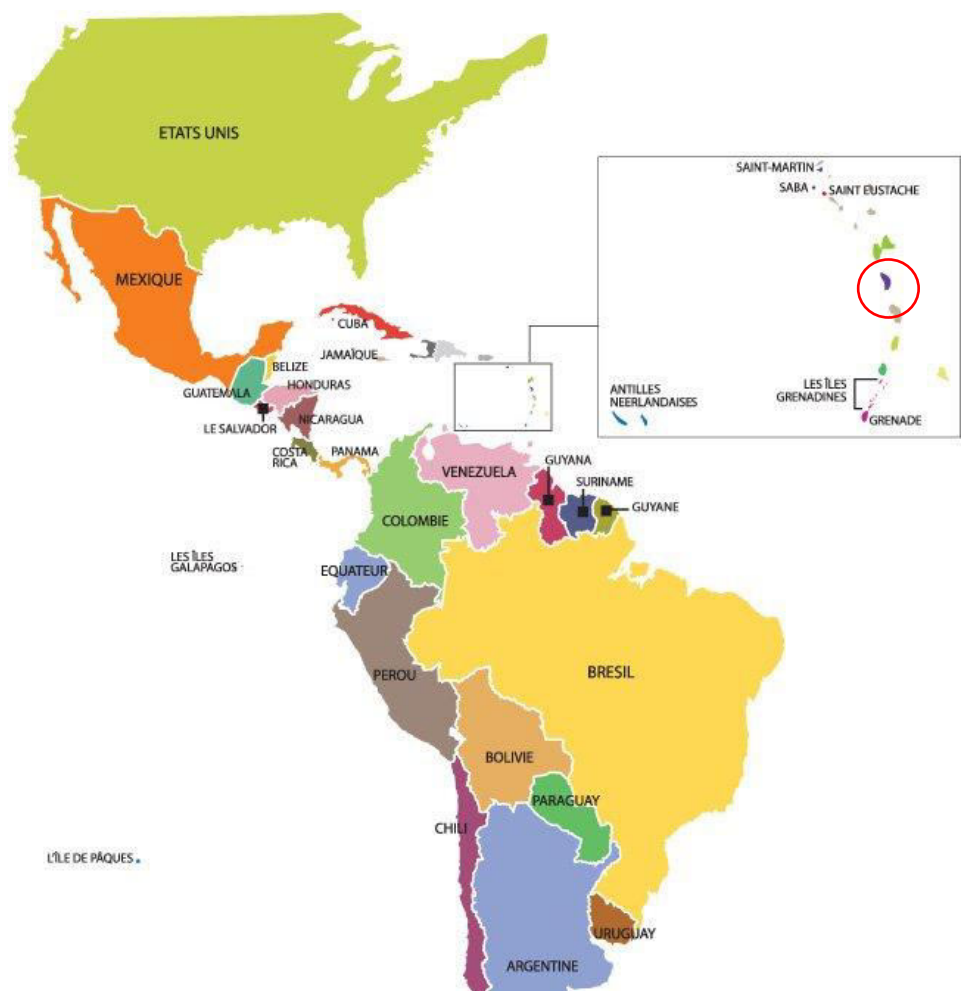 ETATS UNIS
SAINT-MARTIN
SABA
SAINT EUSTACHE
MEXIQUE
CUBA
JAMAÏQUE
BELIZE
GUATEMALA
HONDURAS
LE SALVADOR
NICARAGUA
COSTA
RICA
PANAMA
ANTILLES
NEERLANDAISES
LES ÎLES
GRENADINES
GRENADE
VENEZUELA
GUYANA
SURINAME
GUYANE
COLOMBIE
LES ÎLES
GALAPAGOS
EQUATEUR
PEROU
BRESIL
BOLIVIE
PARAGUAY
CHILI
L'ÎLE DE PÂQUES
URUGUAY
ARGENTINE